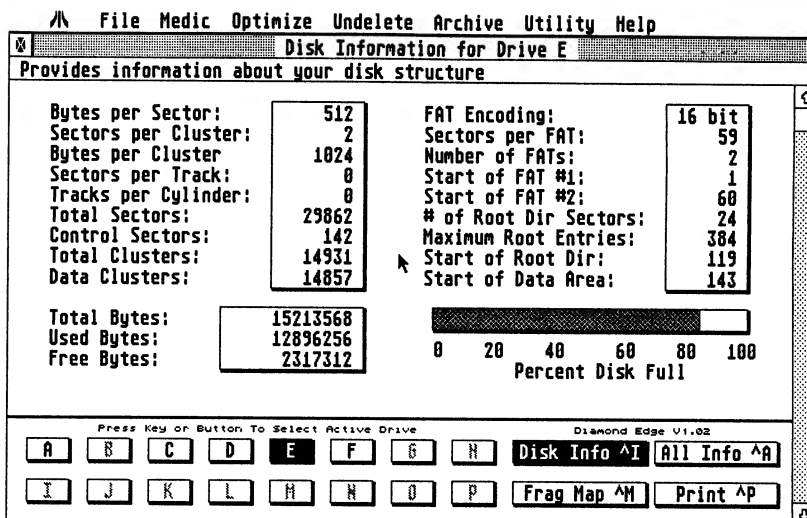 File Medic Optimize Undelete Archive Utility Help
Disk Information for Drive E
Provides information about your disk structure
Bytes per Sector: 512
Sectors per Cluster: 2
Bytes per Cluster 1024
Sectors per Track: 0
Tracks per Cylinder: 0
Total Sectors: 29862
Control Sectors: 142
Total Clusters: 14931
Data Clusters: 14857
FAT Encoding: 16 bit
Sectors per FAT: 59
Number of FATs: 2
Start of FAT #1: 1
Start of FAT #2: 60
# of Root Dir Sectors: 24
Maximum Root Entries: 384
Start of Root Dir: 119
Start of Data Area: 143
Total Bytes: 15213568
Used Bytes: 12896256
Free Bytes: 2317312
0 20 40 60 80 100
Percent Disk Full
Press Key or Button To Select Active Drive
Diamond Edge V1.02
A B C D E F G H Disk Info ^I All Info ^A
I J K L M N O P Frag Map ^M Print ^P